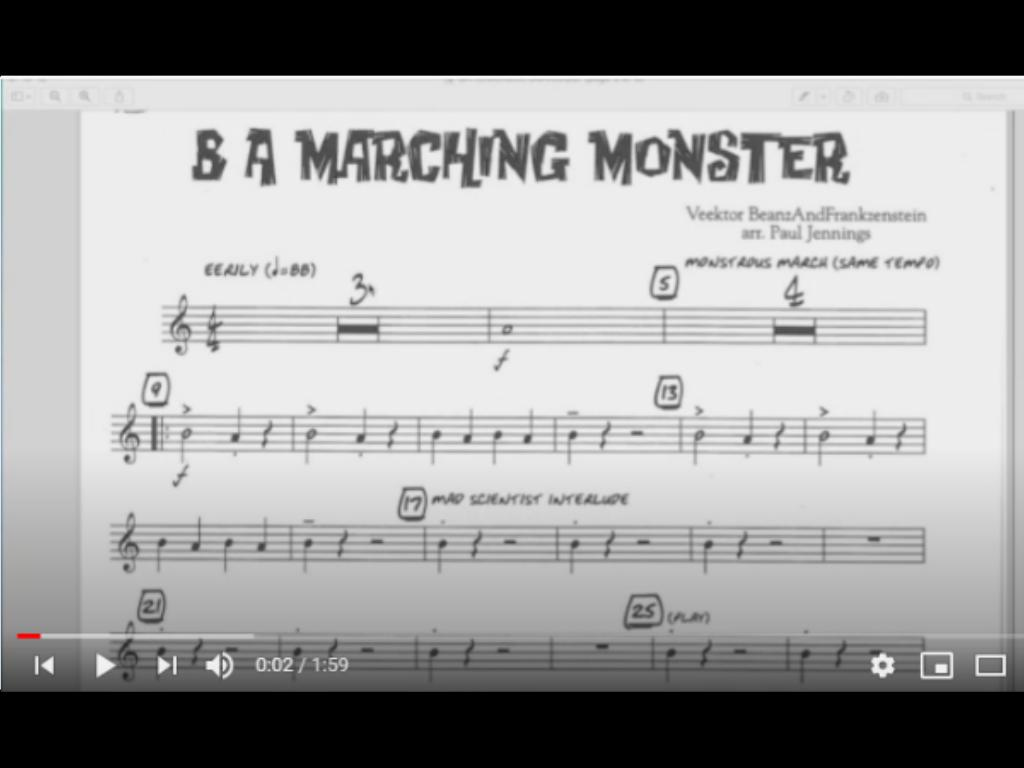 Search
B A MARCHING MONSTER
Veektor BeanzAndFrankzenstein
arr. Paul Jennings
EERILY (♩=88)
MONSTROUS MARCH (SAME TEMPO)
3
5
4
f
9
13
f
17 MAD SCIENTIST INTERLUDE
21
25 (PLAY)
0:02 / 1:59